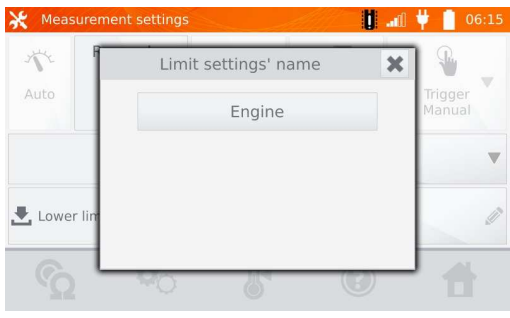 Measurement settings
06:15
Limit settings' name
Engine
Auto
Trigger
Manual
Lower lim